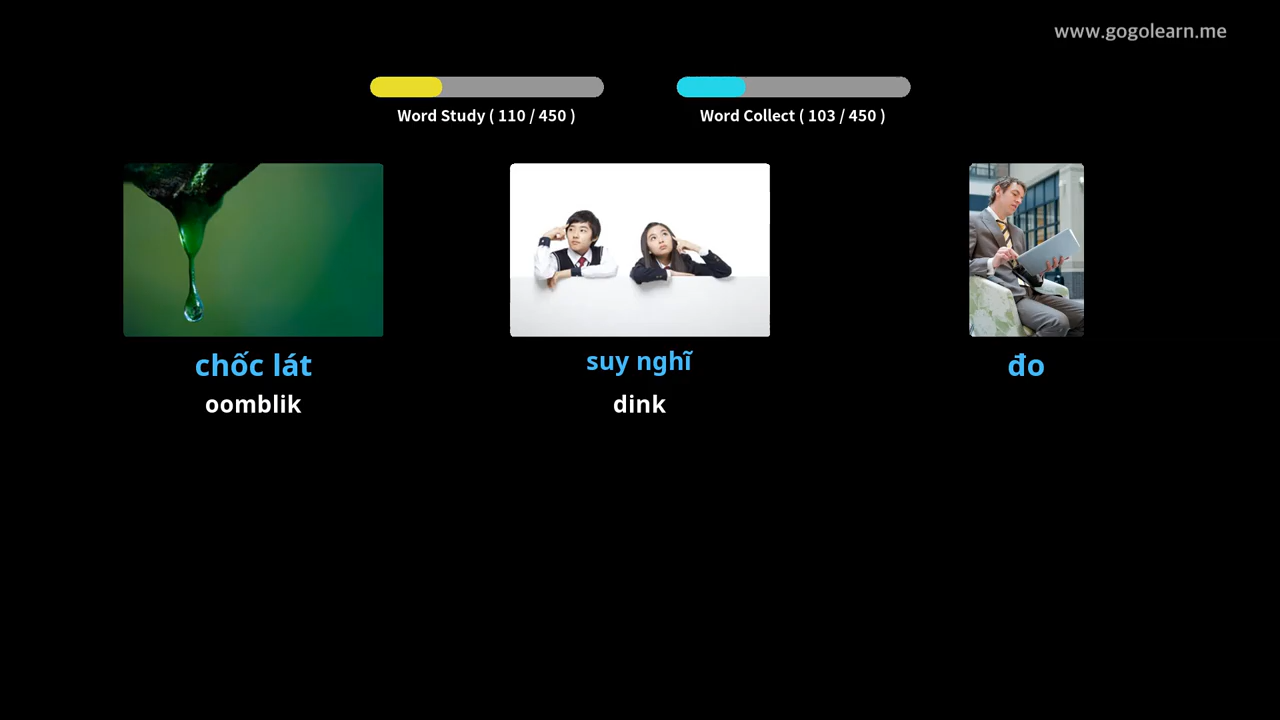 www.gogolearn.me
Word Study ( 110 / 450 )
Word Collect ( 103 / 450 )
chốc lát
suy nghĩ
đo
oomblik
dink